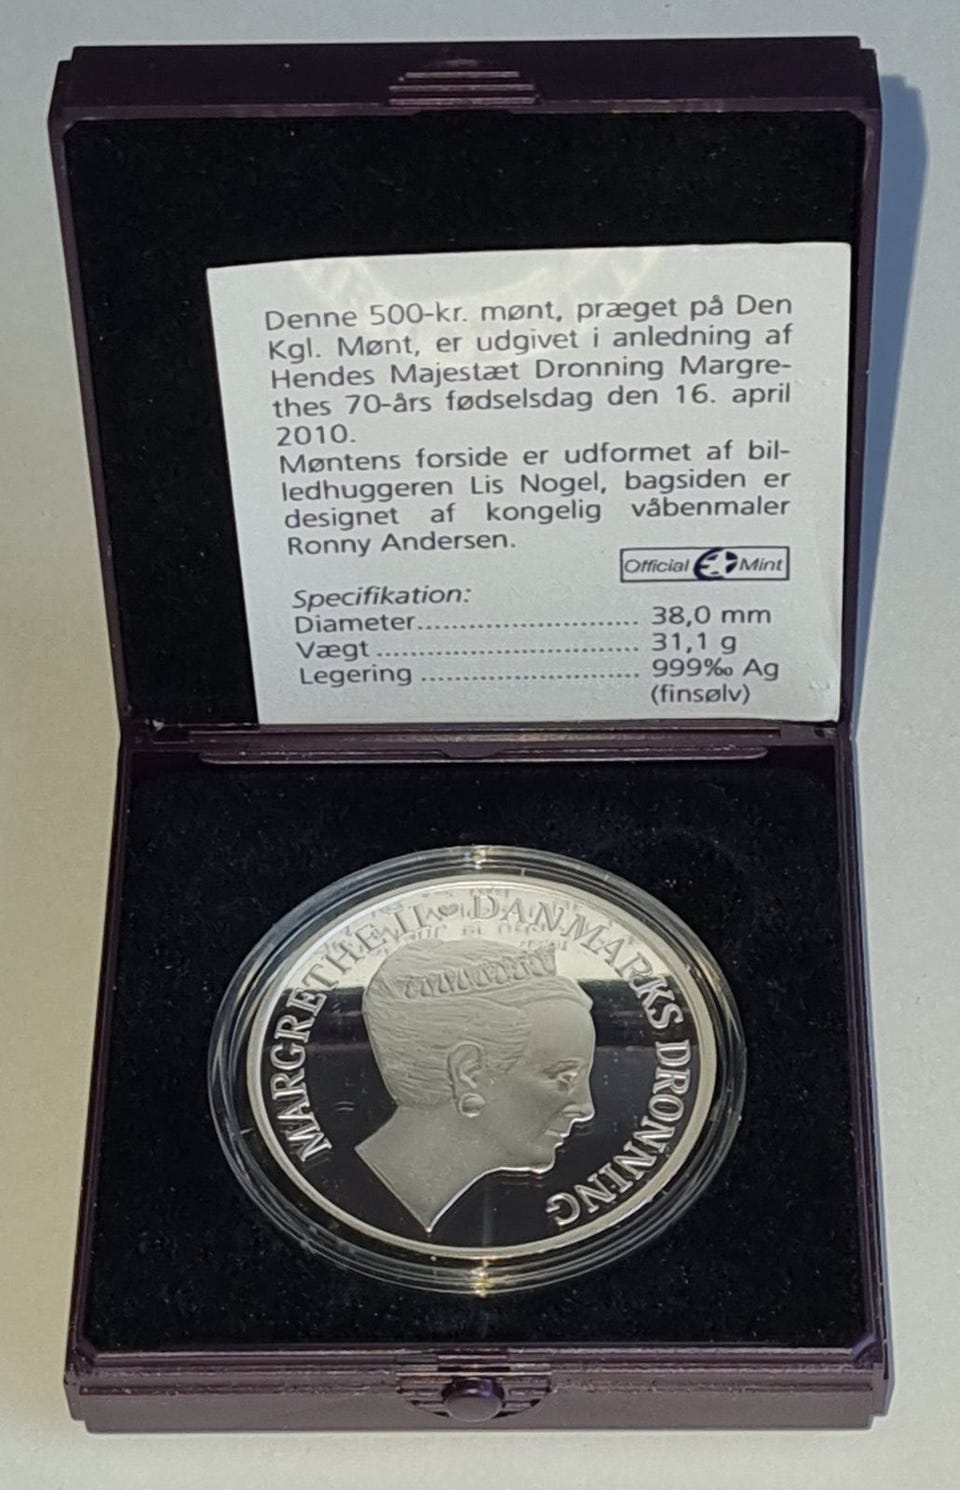 Denne 500-kr. mønt, præget på Den
Kgl. Mønt, er udgivet i anledning af
Hendes Majestæt Dronning Margre-
thes 70-års fødselsdag den 16. april
2010.
Møntens forside er udformet af bil-
ledhuggeren Lis Nogel, bagsiden er
designet af kongelig våbenmaler
Ronny Andersen.
Official Mint
Specifikation:
Diameter.......................... 38,0 mm
Vægt .............................. 31,1 g
Legering ......................... 999‰ Ag
(finsølv)
MARGRETHE II ♥ DANMARKS DRONNING